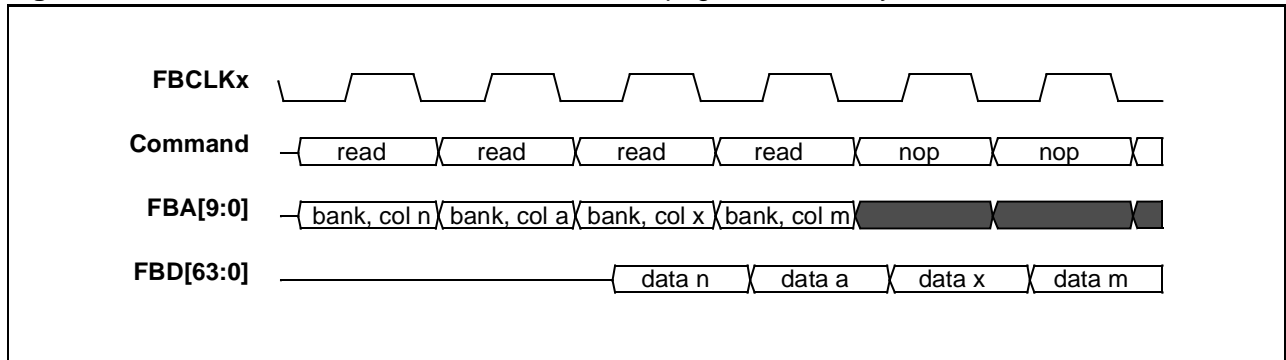 FBCLKx
Command read read read read nop nop
FBA[9:0] bank, col n bank, col a bank, col x bank, col m
FBD[63:0] data n data a data x data m